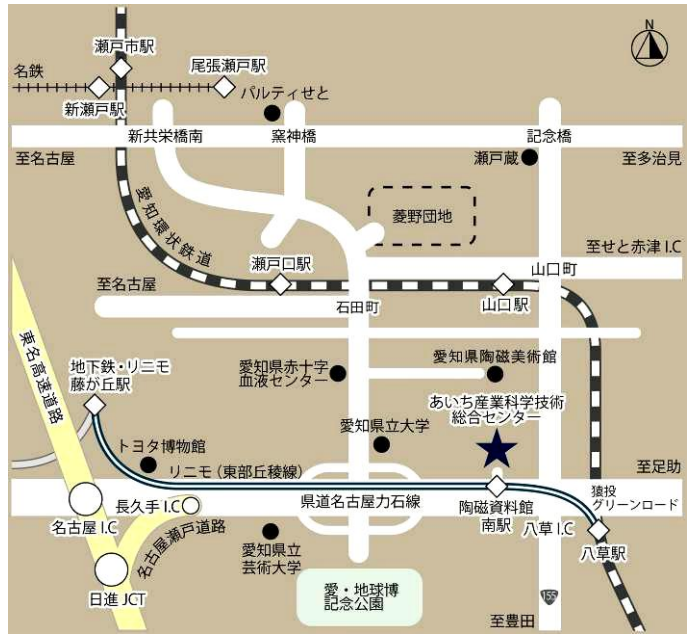 N
瀬戸市駅
名鉄
尾張瀬戸駅
新瀬戸駅
パルティせと
新共栄橋南
窯神橋
記念橋
至名古屋
瀬戸蔵
至多治見
愛知環状鉄道
菱野団地
至せと赤津I.C
瀬戸口駅
山口町
至名古屋
石田町
山口駅
東名高速道路
地下鉄・リニモ
藤が丘駅
愛知県赤十字
血液センター
愛知県陶磁美術館
あいち産業科学技術
総合センター
愛知県立大学
トヨタ博物館
リニモ（東部丘稜線）
至足助
長久手I.C
県道名古屋力石線
陶磁資料館
南駅
猿投
グリーンロード
名古屋I.C
名古屋瀬戸道路
八草I.C
八草駅
愛知県立
芸術大学
日進JCT
愛・地球博
記念公園
155
至豊田